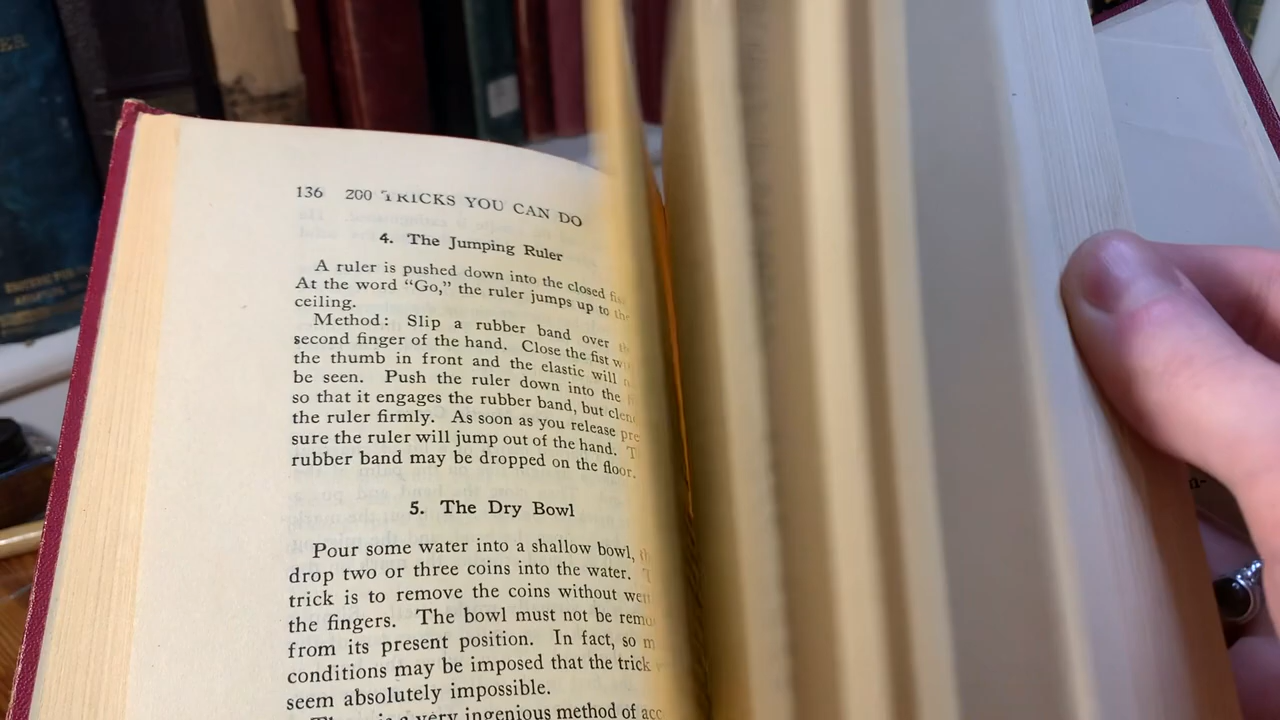 136 200 TRICKS YOU CAN DO
4. The Jumping Ruler
A ruler is pushed down into the closed
At the word "Go," the ruler jumps up to the
ceiling.
Method: Slip a rubber band over
second finger of the hand. Close the fist
the thumb in front and the elastic will
be seen. Push the ruler down into the
so that it engages the rubber band, but
the ruler firmly. As soon as you release
sure the ruler will jump out of the hand.
rubber band may be dropped on the floor.
5. The Dry Bowl
Pour some water into a shallow bowl,
drop two or three coins into the water.
trick is to remove the coins without
the fingers. The bowl must not be
from its present position. In fact, so
conditions may be imposed that the trick
seem absolutely impossible.
a very ingenious method of